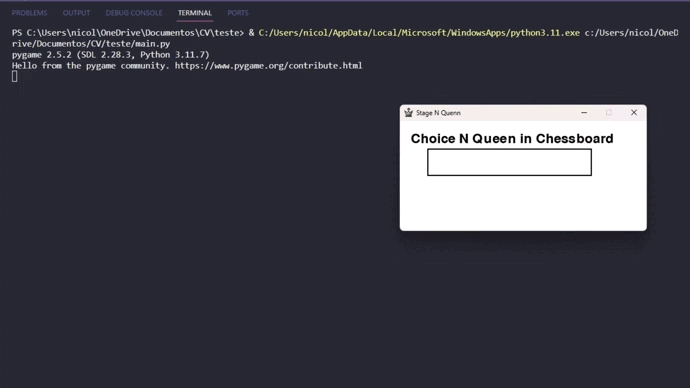 PROBLEMS OUTPUT DEBUG CONSOLE TERMINAL PORTS
PS C:\Users\nicol\OneDrive\Documentos\CV\teste> & C:/Users/nicol/AppData/Local/Microsoft/WindowsApps/python3.11.exe c:/Users/nicol/OneD
rive/Documentos/CV/teste/main.py
pygame 2.5.2 (SDL 2.28.3, Python 3.11.7)
Hello from the pygame community. https://www.pygame.org/contribute.html
Stage N Quenn
Choice N Queen in Chessboard